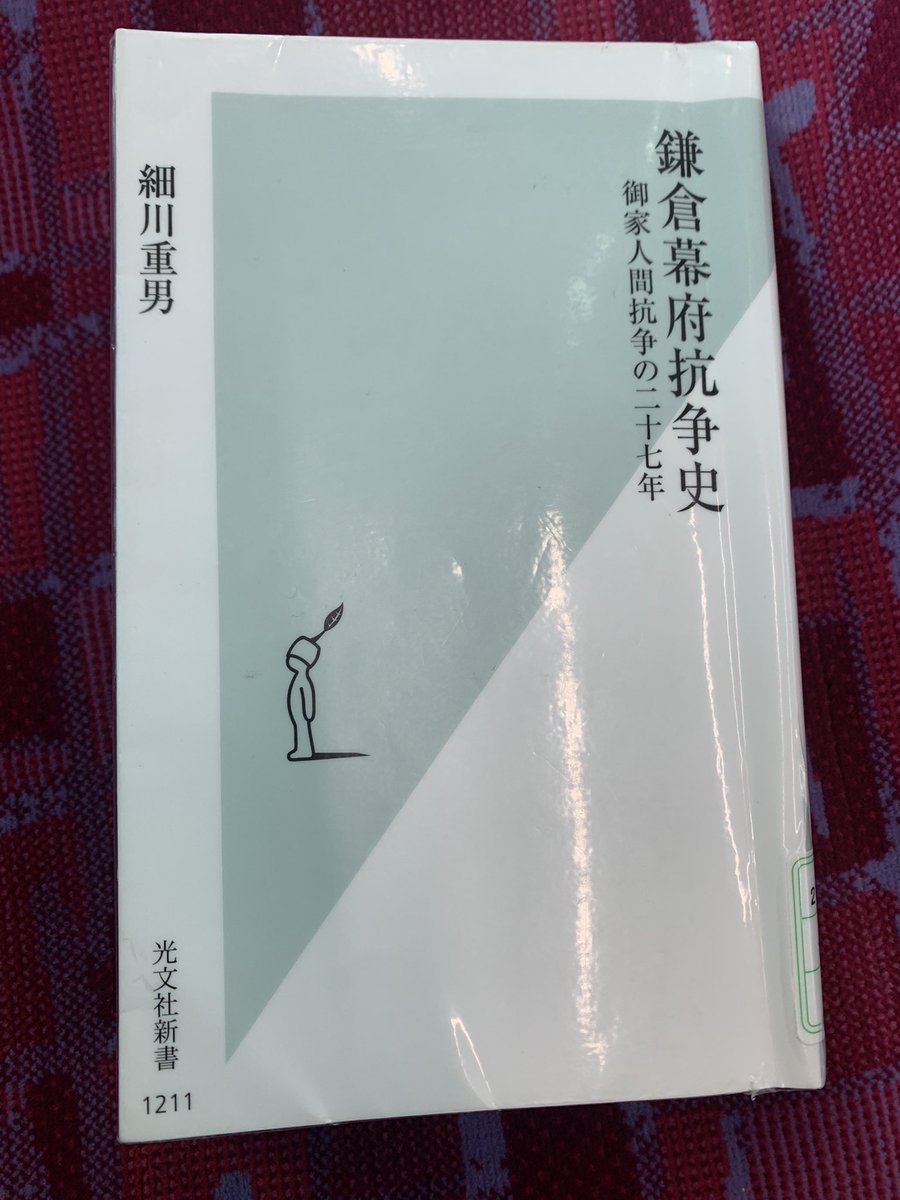 鎌倉幕府抗争史
御家人間抗争の二十七年
細川重男
光文社新書
1211
2